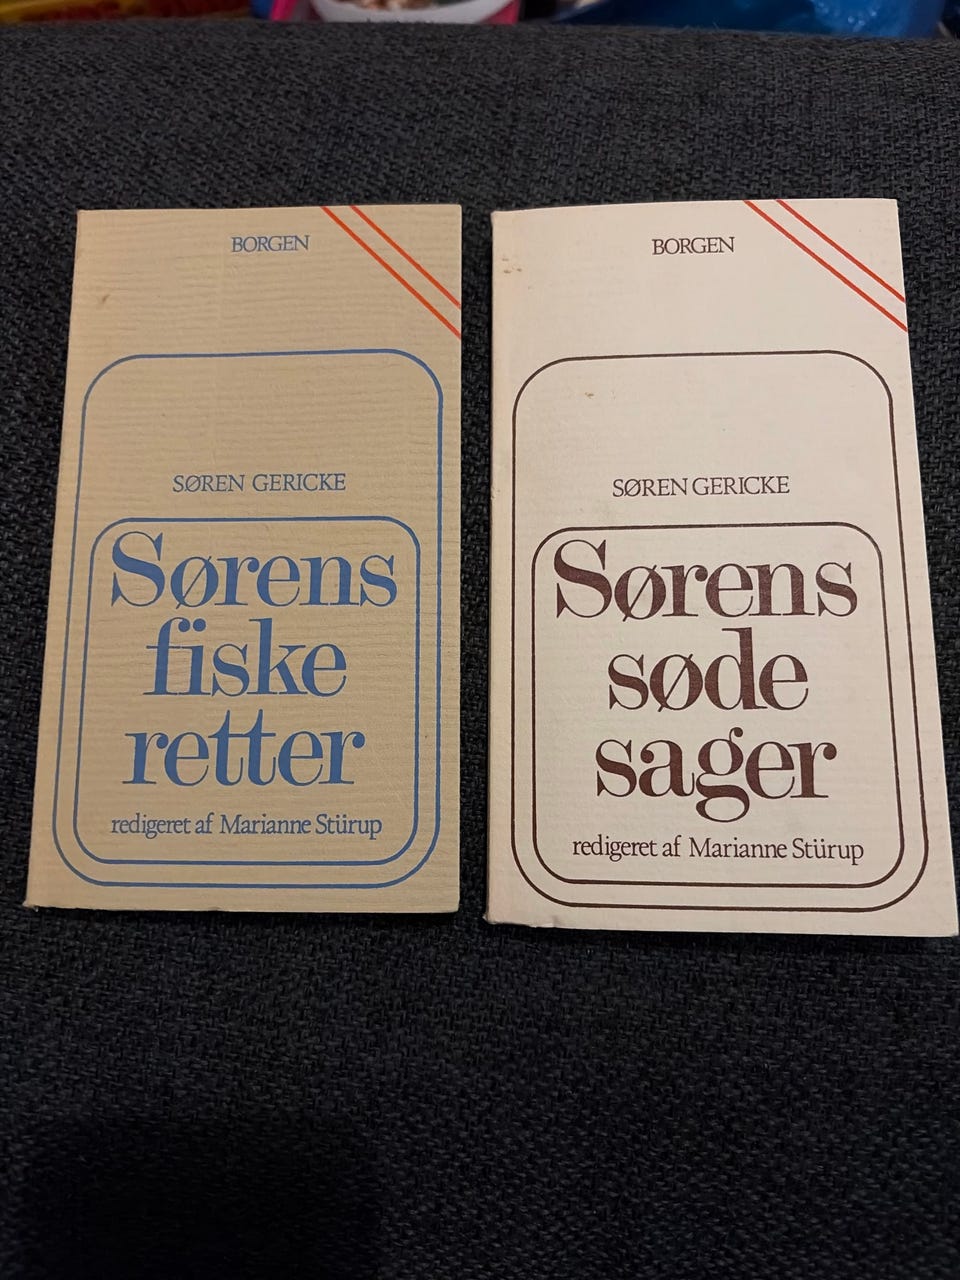 BORGEN
SØREN GERICKE
Sørens
fiske
retter
redigeret af Marianne Stürup
BORGEN
SØREN GERICKE
Sørens
søde
sager
redigeret af Marianne Stürup